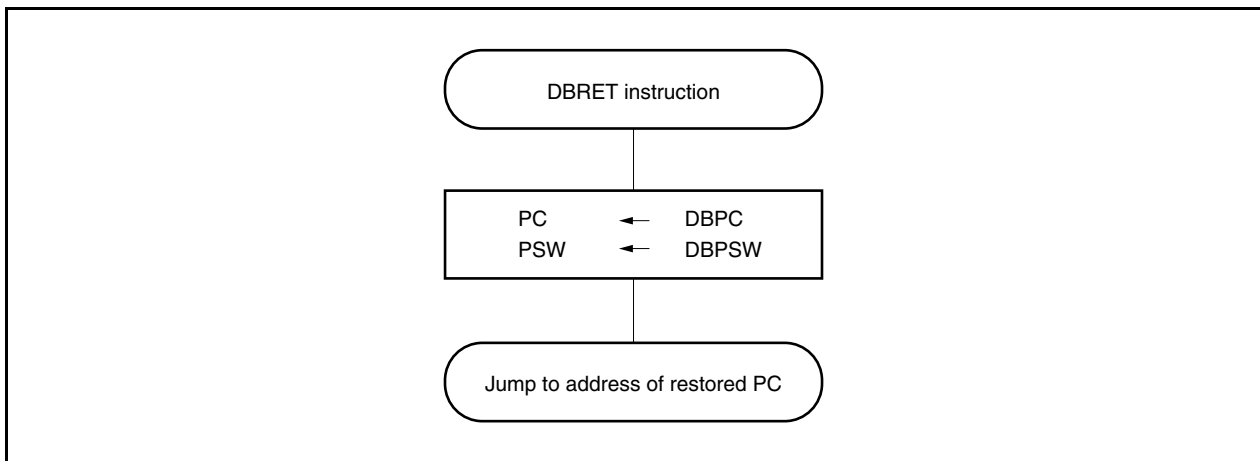 DBRET instruction
PC ← DBPC
PSW ← DBPSW
Jump to address of restored PC